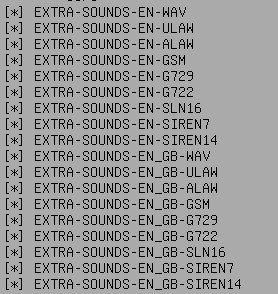 [*] EXTRA-SOUNDS-EN-WAV
[*] EXTRA-SOUNDS-EN-ULAW
[*] EXTRA-SOUNDS-EN-ALAW
[*] EXTRA-SOUNDS-EN-GSM
[*] EXTRA-SOUNDS-EN-G729
[*] EXTRA-SOUNDS-EN-G722
[*] EXTRA-SOUNDS-EN-SLN16
[*] EXTRA-SOUNDS-EN-SIREN7
[*] EXTRA-SOUNDS-EN-SIREN14
[*] EXTRA-SOUNDS-EN_GB-WAV
[*] EXTRA-SOUNDS-EN_GB-ULAW
[*] EXTRA-SOUNDS-EN_GB-ALAW
[*] EXTRA-SOUNDS-EN_GB-GSM
[*] EXTRA-SOUNDS-EN_GB-G729
[*] EXTRA-SOUNDS-EN_GB-G722
[*] EXTRA-SOUNDS-EN_GB-SLN16
[*] EXTRA-SOUNDS-EN_GB-SIREN7
[*] EXTRA-SOUNDS-EN_GB-SIREN14